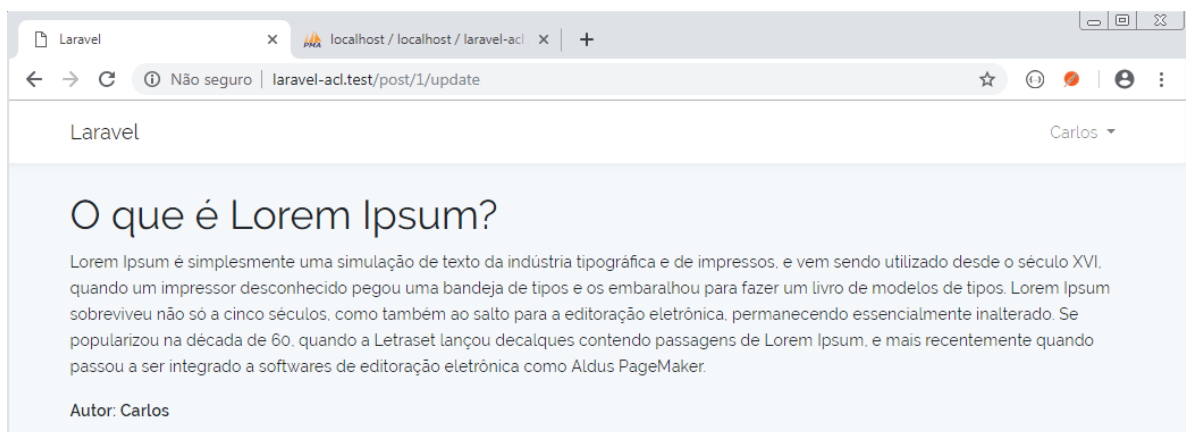 Laravel
PMA localhost / localhost / laravel-acl
Não seguro | laravel-acl.test/post/1/update
Laravel
Carlos
O que é Lorem Ipsum?
Lorem Ipsum é simplesmente uma simulação de texto da indústria tipográfica e de impressos, e vem sendo utilizado desde o século XVI,
quando um impressor desconhecido pegou uma bandeja de tipos e os embaralhou para fazer um livro de modelos de tipos. Lorem Ipsum
sobreviveu não só a cinco séculos, como também ao salto para a editoração eletrônica, permanecendo essencialmente inalterado. Se
popularizou na década de 60, quando a Letraset lançou decalques contendo passagens de Lorem Ipsum, e mais recentemente quando
passou a ser integrado a softwares de editoração eletrônica como Aldus PageMaker.
Autor: Carlos